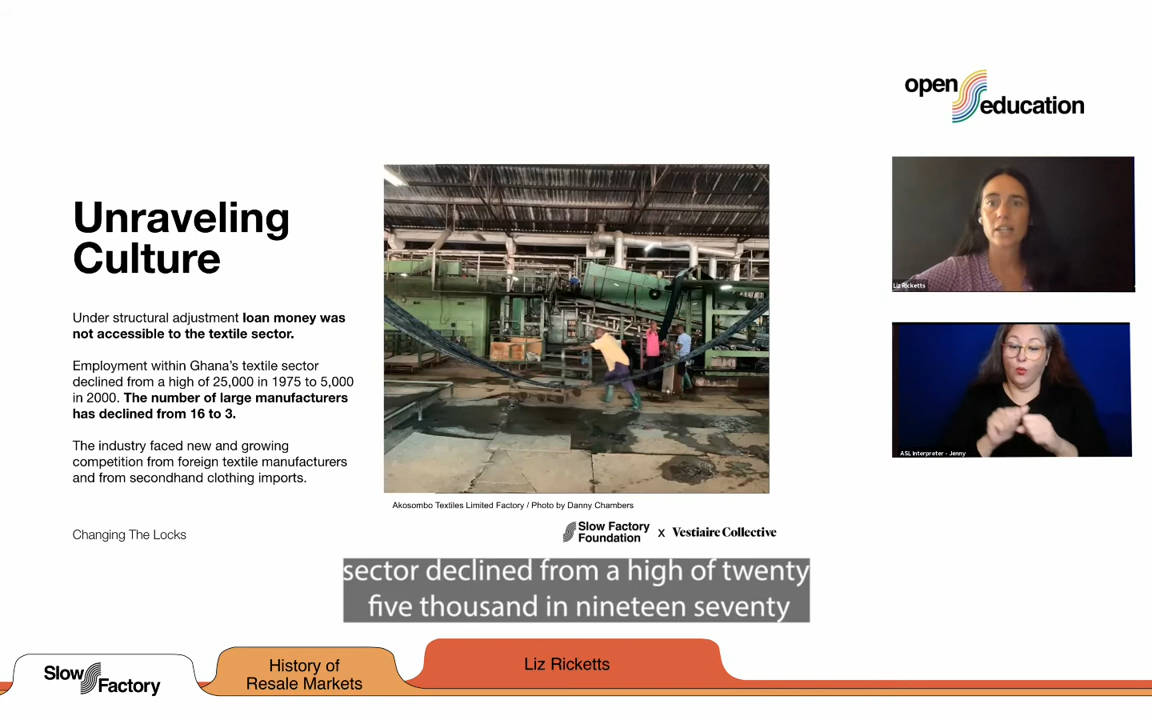 open
education
Unraveling
Culture
Under structural adjustment loan money was
not accessible to the textile sector.
Employment within Ghana's textile sector
declined from a high of 25,000 in 1975 to 5,000
in 2000. The number of large manufacturers
has declined from 16 to 3.
The industry faced new and growing
competition from foreign textile manufacturers
and from secondhand clothing imports.
Changing The Locks
Akosombo Textiles Limited Factory / Photo by Danny Chambers
Slow Factory
Foundation x Vestiaire Collective
Liz Ricketts
ASL Interpreter - Jenny
sector declined from a high of twenty
five thousand in nineteen seventy
Slow
Factory
History of
Resale Markets
Liz Ricketts